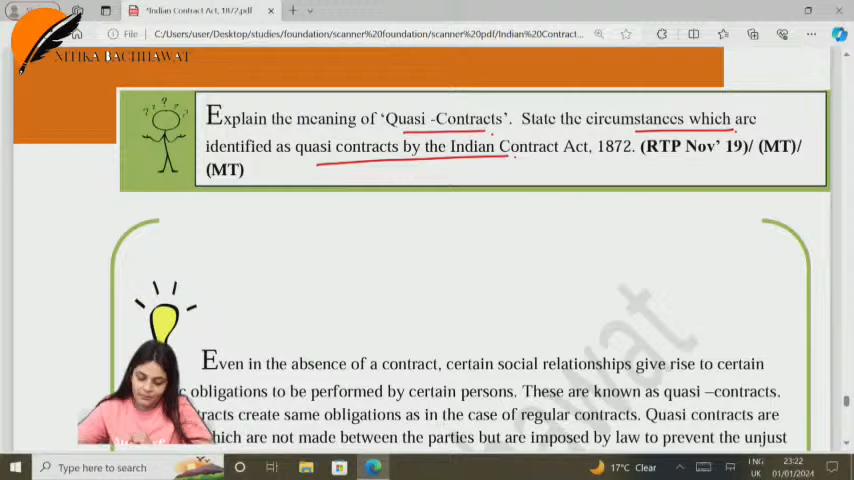 *Indian Contract Act, 1872.pdf
File C:/Users/user/Desktop/studies/foundation/scanner%20foundation/scanner%20pdf/Indian%20Contract...
NITIKA BACHHAWAT
Explain the meaning of ‘Quasi -Contracts’. State the circumstances which are
identified as quasi contracts by the Indian Contract Act, 1872. (RTP Nov’ 19)/ (MT)/
(MT)
Even in the absence of a contract, certain social relationships give rise to certain
obligations to be performed by certain persons. These are known as quasi –contracts.
create same obligations as in the case of regular contracts. Quasi contracts are
which are not made between the parties but are imposed by law to prevent the unjust
Type here to search
17°C Clear
ENG
UK
23:22
01/01/2024